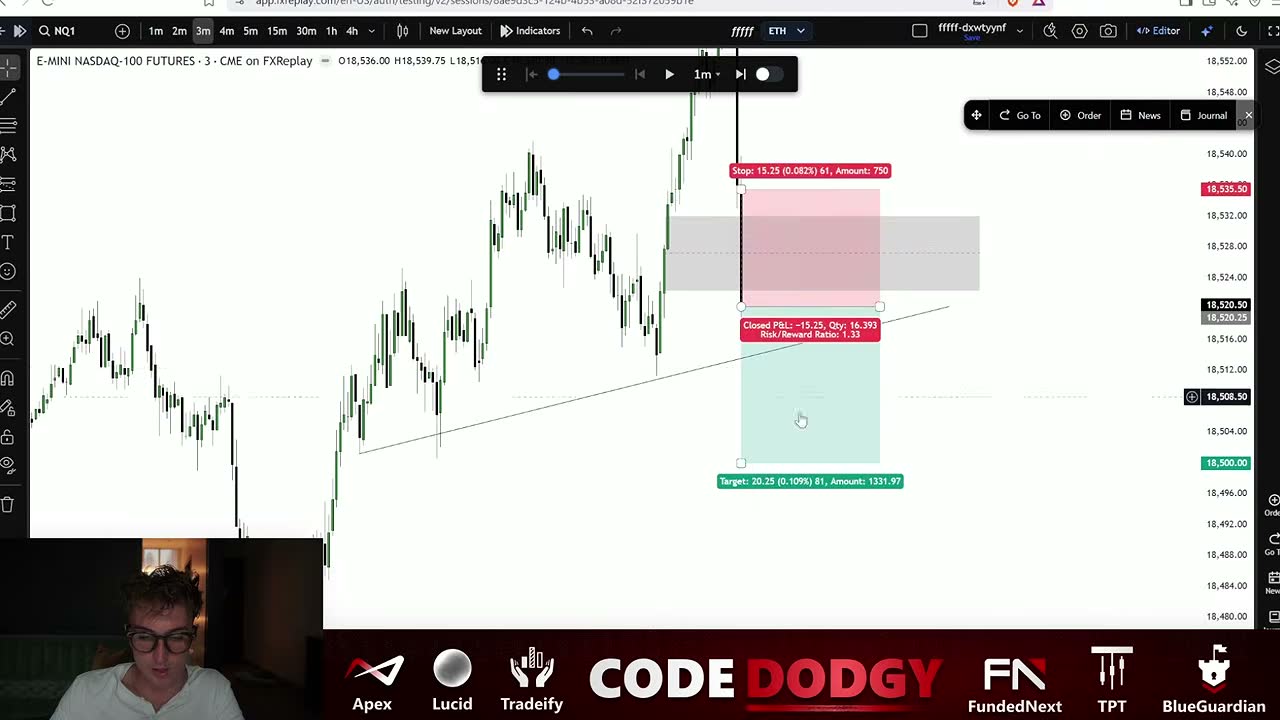 NQ1
1m 2m 3m 4m 5m 15m 30m 1h 4h
New Layout
Indicators
fffff
ETH
fffff-dxwtyynf
Save
Editor
E-MINI NASDAQ-100 FUTURES · 3 · CME on FXReplay
O18,536.00 H18,539.75
1m
Go To
Order
News
Journal
18,552.00
18,548.00
18,540.00
18,535.50
18,532.00
18,528.00
18,524.00
18,520.50
18,520.25
18,516.00
18,512.00
18,508.50
18,504.00
18,500.00
18,496.00
18,492.00
18,488.00
18,484.00
18,480.00
Stop: 15.25 (0.082%) 61, Amount: 750
Closed P&L: −15.25, Qty: 16.393
Risk/Reward Ratio: 1.33
Target: 20.25 (0.109%) 81, Amount: 1331.97
Apex
Lucid
Tradeify
CODE DODGY
FN
FundedNext
TPT
BlueGuardian